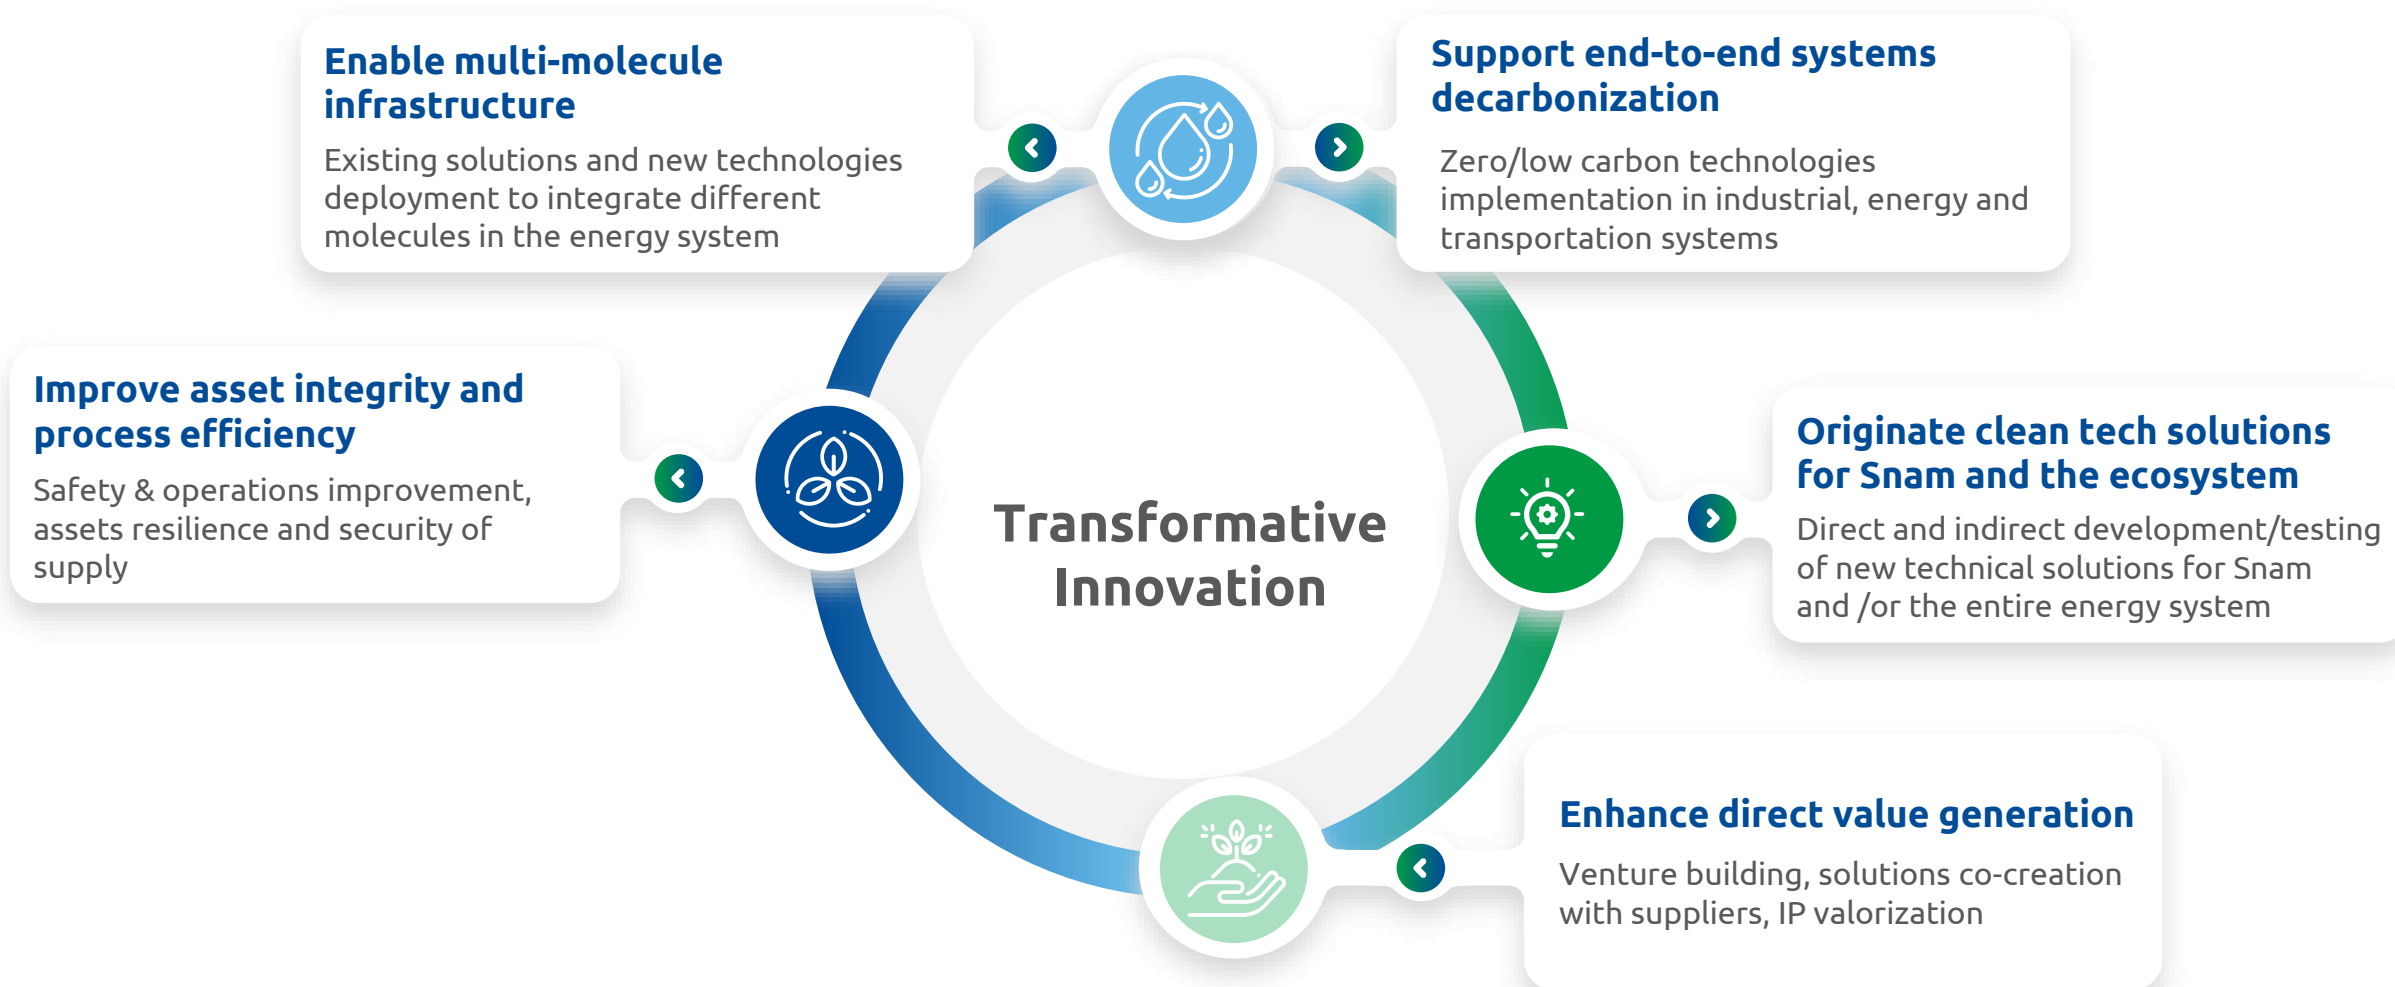 Enable multi-molecule
infrastructure
Existing solutions and new technologies
deployment to integrate different
molecules in the energy system
Support end-to-end systems
decarbonization
Zero/low carbon technologies
implementation in industrial, energy and
transportation systems
Improve asset integrity and
process efficiency
Safety & operations improvement,
assets resilience and security of
supply
Transformative
Innovation
Originate clean tech solutions
for Snam and the ecosystem
Direct and indirect development/testing
of new technical solutions for Snam
and /or the entire energy system
Enhance direct value generation
Venture building, solutions co-creation
with suppliers, IP valorization